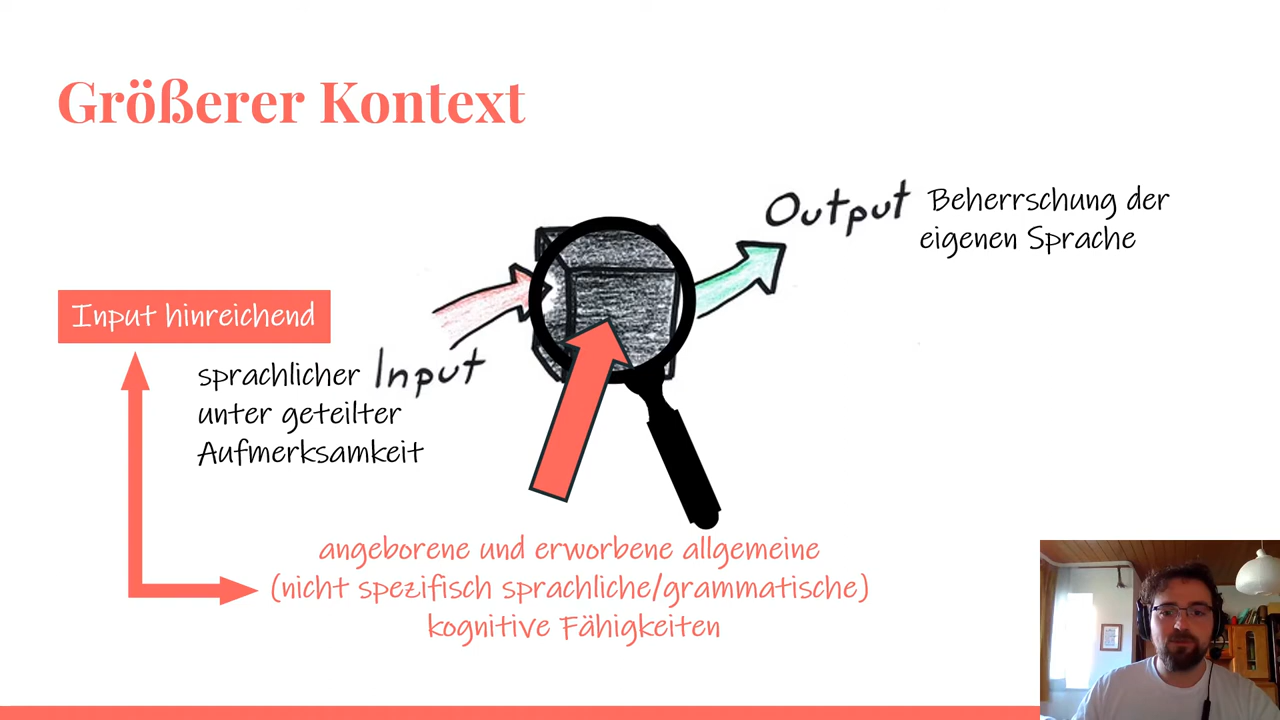 Größerer Kontext
Output
Beherrschung der
eigenen Sprache
Input hinreichend
sprachlicher Input
unter geteilter
Aufmerksamkeit
angeborene und erworbene allgemeine
(nicht spezifisch sprachliche/grammatische)
kognitive Fähigkeiten